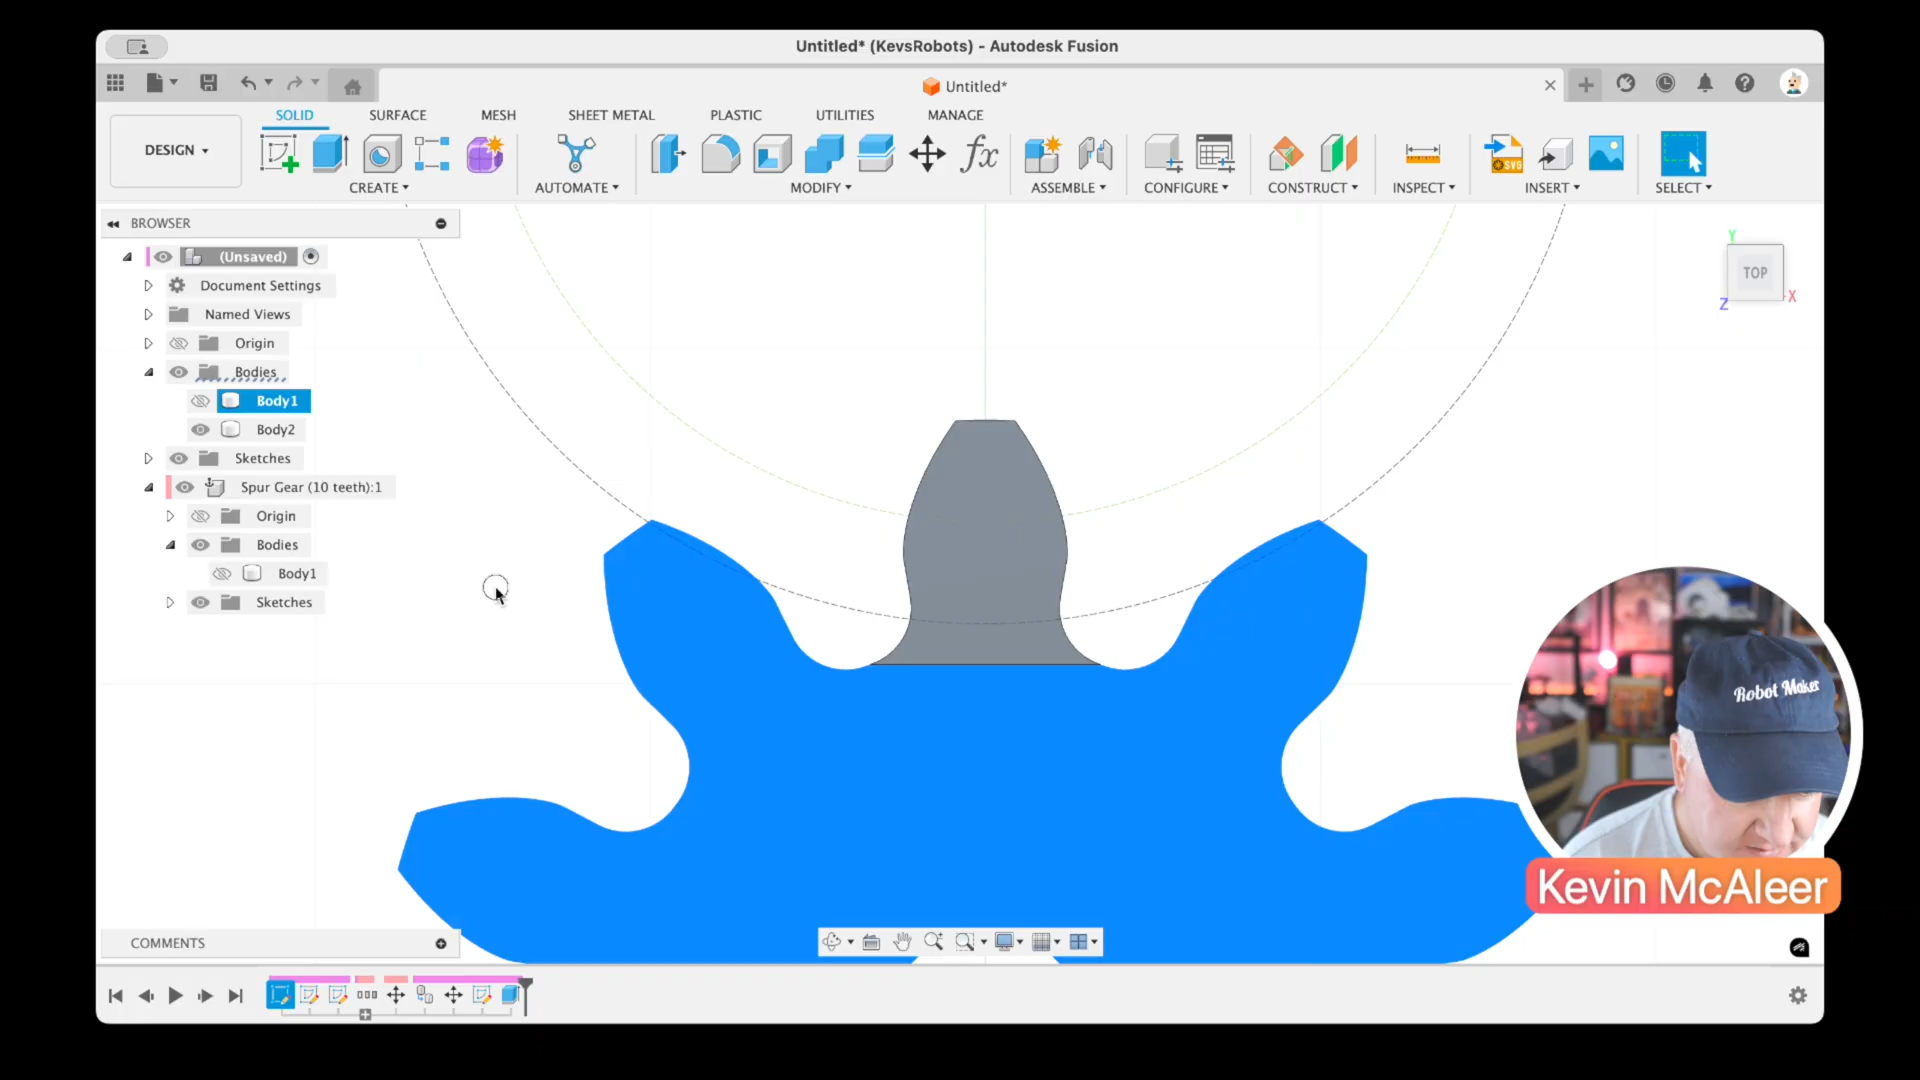 Untitled* (KevsRobots) - Autodesk Fusion
Untitled*
SOLID SURFACE MESH SHEET METAL PLASTIC UTILITIES MANAGE
DESIGN
fx
SVG
CREATE AUTOMATE MODIFY ASSEMBLE CONFIGURE CONSTRUCT INSPECT INSERT SELECT
BROWSER
(Unsaved)
Document Settings
Named Views
Origin
Bodies
Body1
Body2
Sketches
Spur Gear (10 teeth):1
Origin
Bodies
Body1
Sketches
Y
TOP
X
Z
Robot Maker
Kevin McAleer
COMMENTS